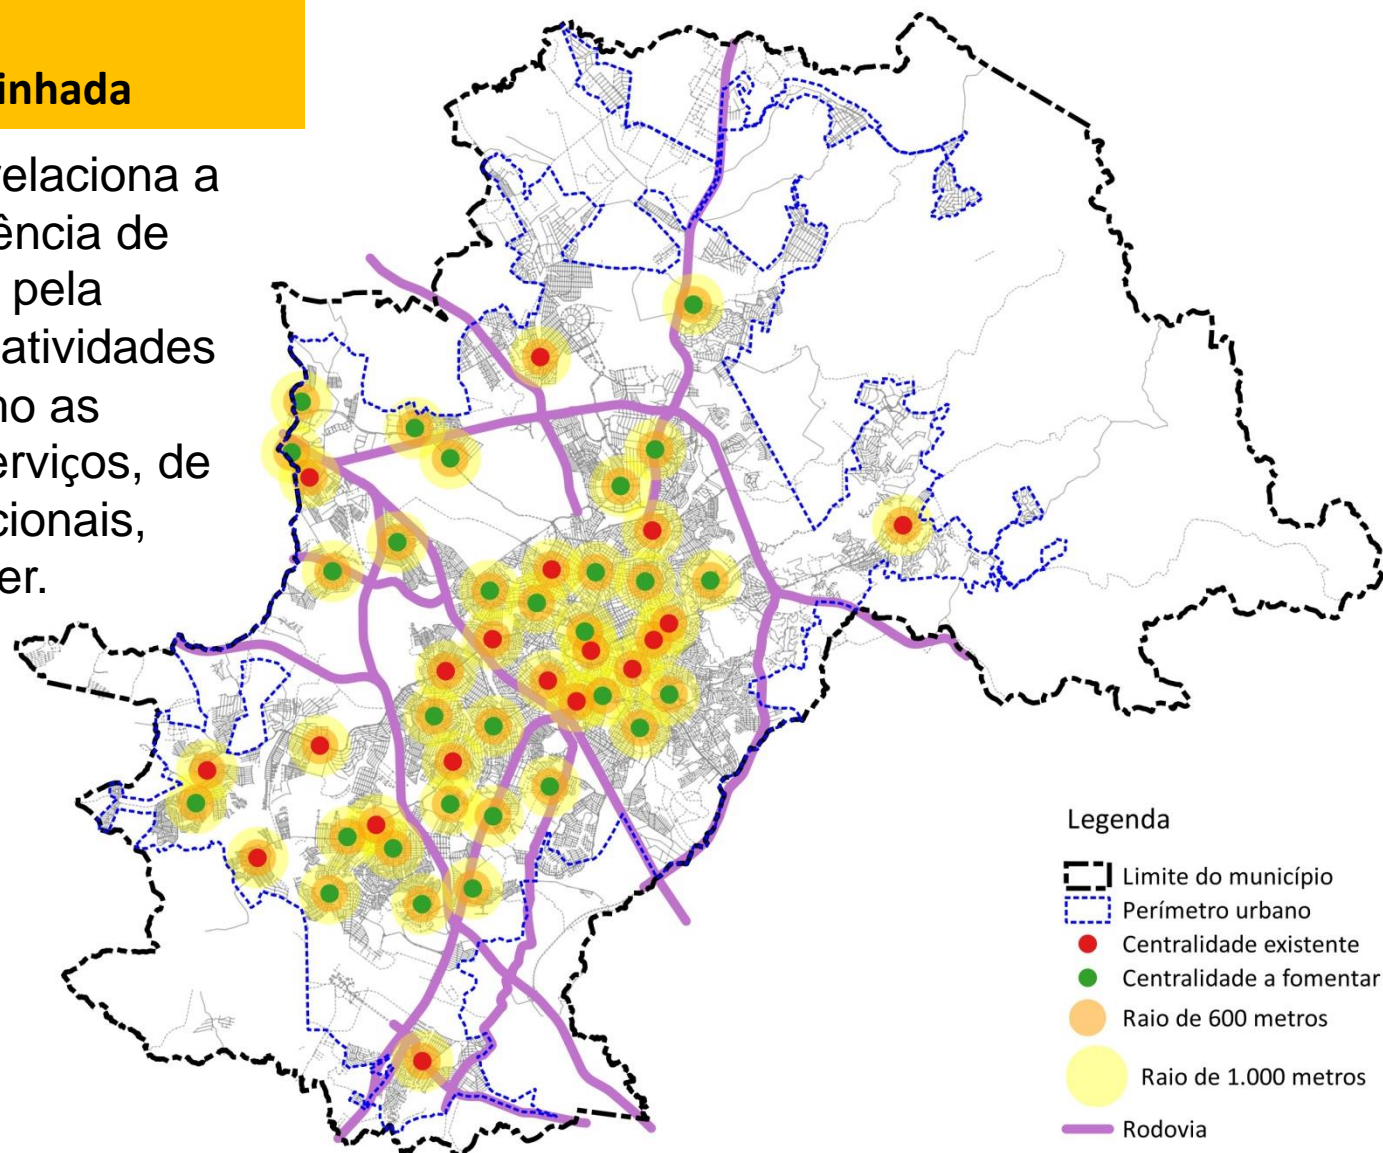 inhada
relaciona a
ência de
pela
atividades
no as
erviços, de
cionais,
er.
Legenda
Limite do município
Perímetro urbano
Centralidade existente
Centralidade a fomentar
Raio de 600 metros
Raio de 1.000 metros
Rodovia